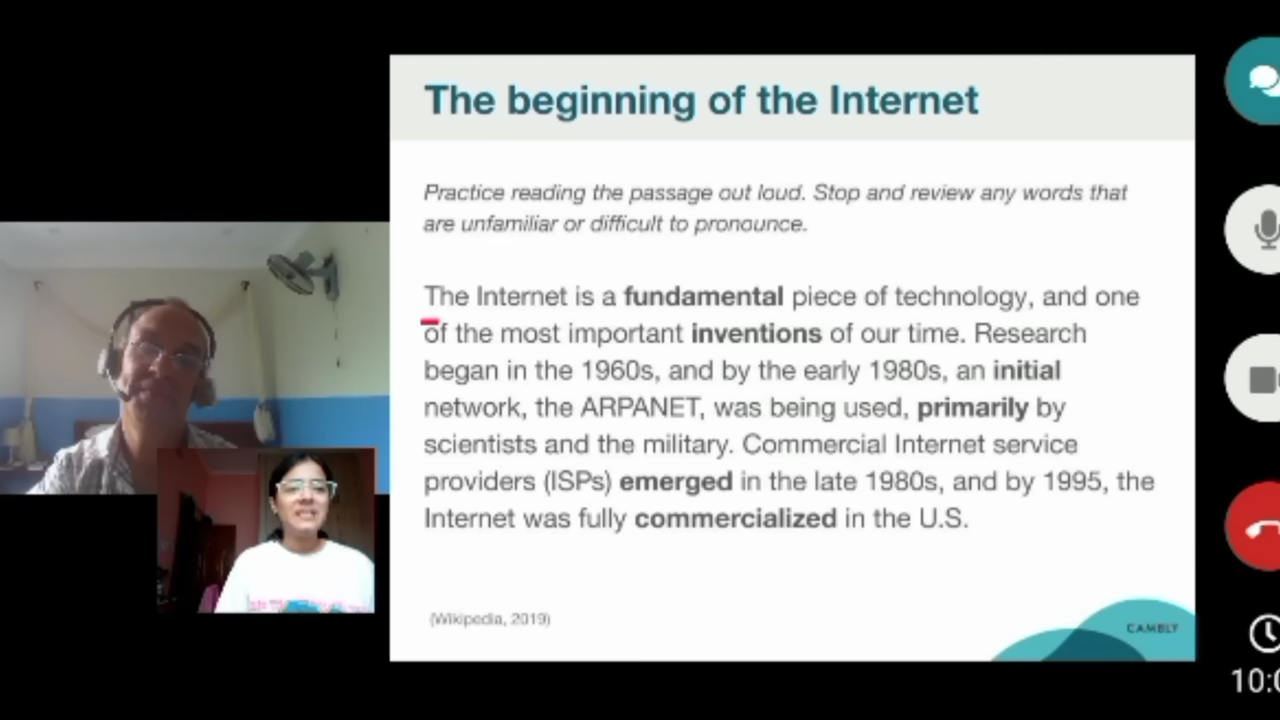 The beginning of the Internet
Practice reading the passage out loud. Stop and review any words that
are unfamiliar or difficult to pronounce.
The Internet is a fundamental piece of technology, and one
of the most important inventions of our time. Research
began in the 1960s, and by the early 1980s, an initial
network, the ARPANET, was being used, primarily by
scientists and the military. Commercial Internet service
providers (ISPs) emerged in the late 1980s, and by 1995, the
Internet was fully commercialized in the U.S.
(Wikipedia, 2019)
CAMBLY